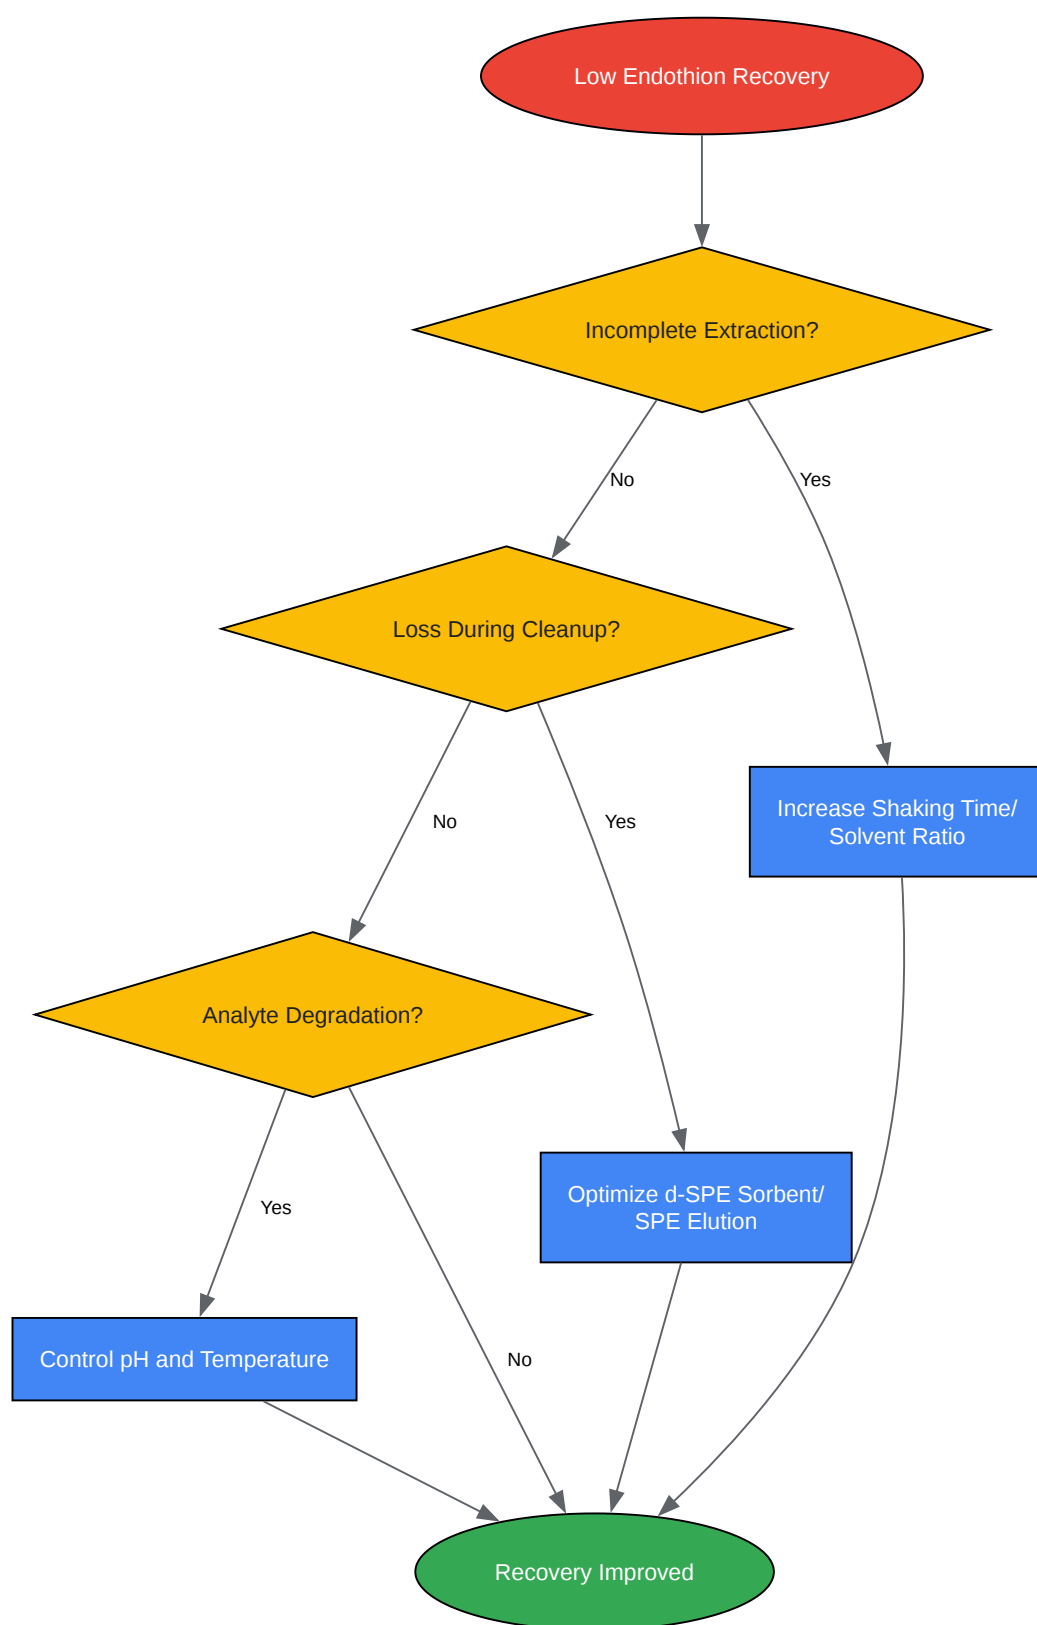 Low Endothion Recovery
Incomplete Extraction?
No
Yes
Loss During Cleanup?
Increase Shaking Time/
Solvent Ratio
No
Yes
Analyte Degradation?
Optimize d-SPE Sorbent/
SPE Elution
Yes
Control pH and Temperature
No
Recovery Improved